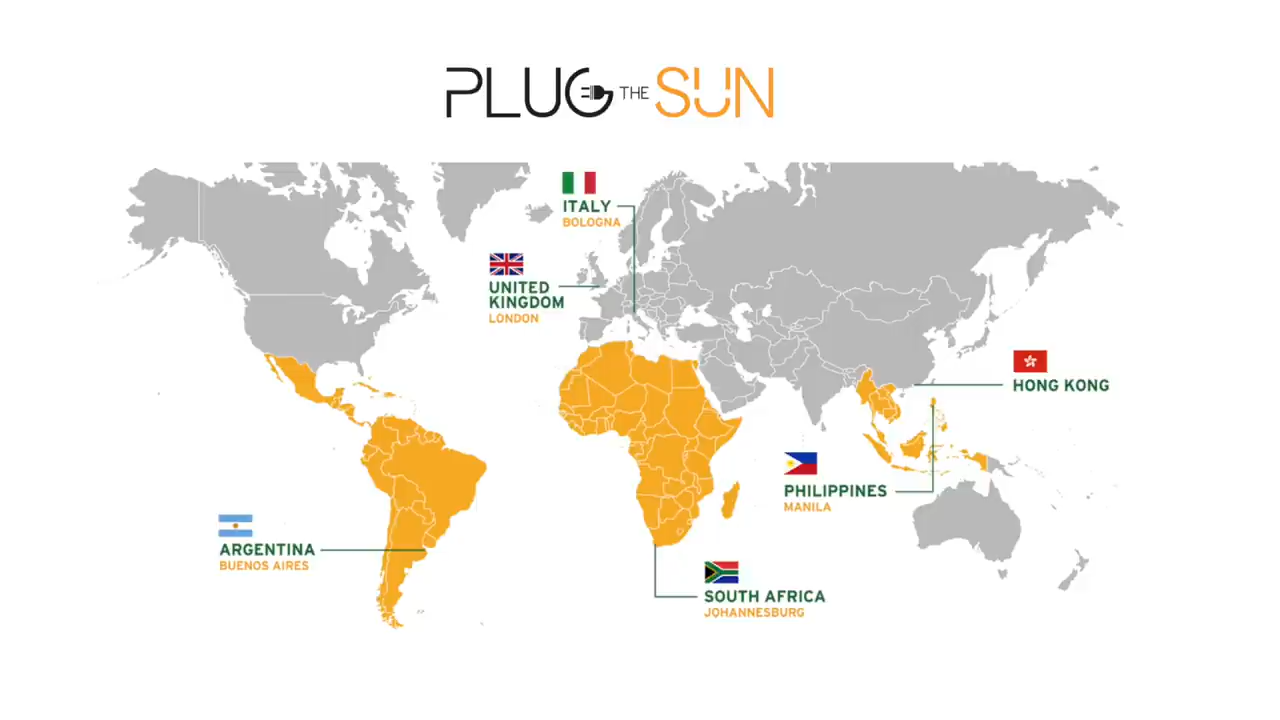 PLUG THE SUN
ITALY
BOLOGNA
UNITED
KINGDOM
LONDON
HONG KONG
PHILIPPINES
MANILA
ARGENTINA
BUENOS AIRES
SOUTH AFRICA
JOHANNESBURG